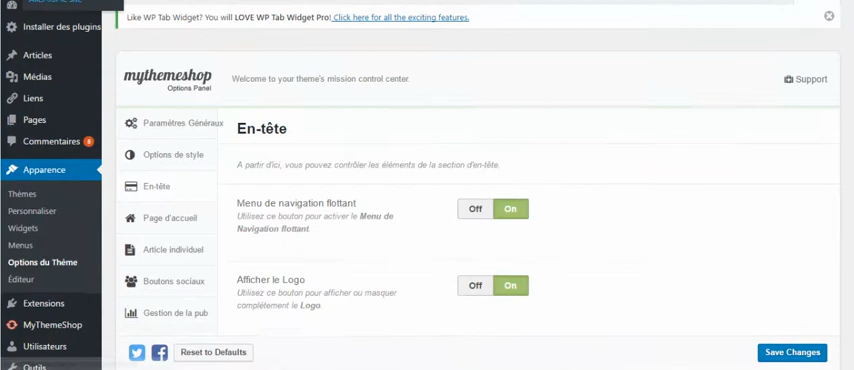 Like WP Tab Widget? You will LOVE WP Tab Widget Pro! Click here for all the exciting features.
Installer des plugins
Articles
Médias
Liens
Pages
Commentaires 8
Apparence
Thèmes
Personnaliser
Widgets
Menus
Options du Thème
Éditeur
Extensions
MyThemeShop
Utilisateurs
Outils
mythemeshop
Options Panel
Welcome to your theme's mission control center.
Support
Paramètres Généraux
Options de style
En-tête
Page d'accueil
Article individuel
Boutons sociaux
Gestion de la pub
En-tête
A partir d'ici, vous pouvez contrôler les éléments de la section d'en-tête.
Menu de navigation flottant
Utilisez ce bouton pour activer le Menu de
Navigation flottant.
Off On
Afficher le Logo
Utilisez ce bouton pour afficher ou masquer
complètement le Logo.
Off On
Reset to Defaults
Save Changes